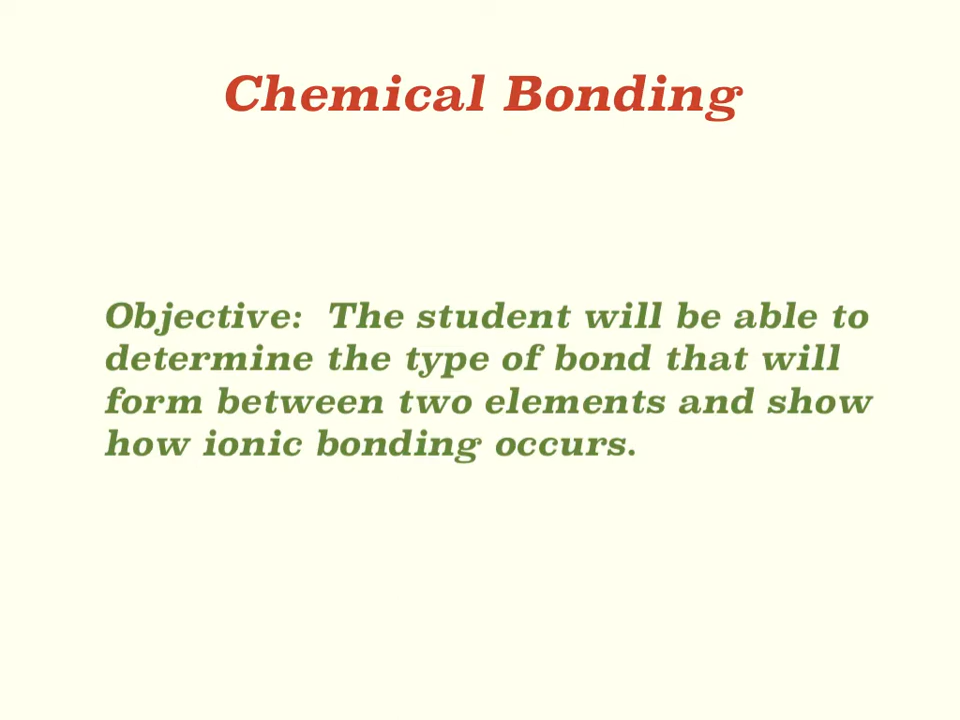 Chemical Bonding
Objective:  The student will be able to
determine the type of bond that will
form between two elements and show
how ionic bonding occurs.